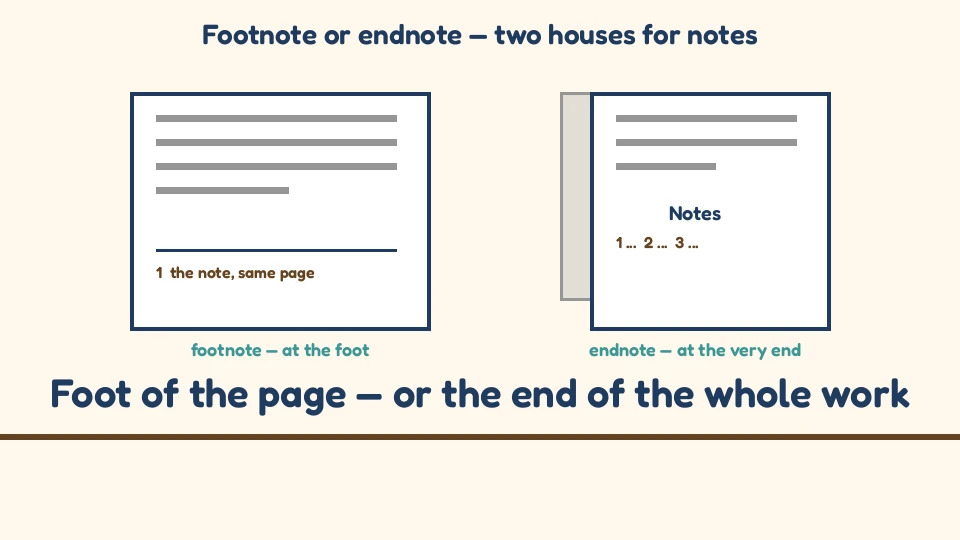 Footnote or endnote — two houses for notes
1 the note, same page
footnote — at the foot
Notes
1 ... 2 ... 3 ...
endnote — at the very end
Foot of the page — or the end of the whole work